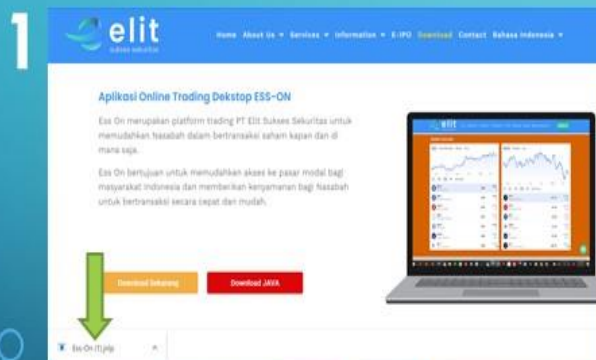 1
elit
sukses sekuritas
Home About Us Services Information E-IPO Download Contact Bahasa Indonesia
Aplikasi Online Trading Dekstop ESS-ON
Ess On merupakan platform trading PT Elit Sukses Sekuritas untuk
memudahkan Nasabah dalam bertransaksi saham kapan dan di
mana saja.
Ess On bertujuan untuk memudahkan akses ke pasar modal bagi
masyarakat Indonesia dan memberikan kenyamanan bagi Nasabah
untuk bertransaksi secara cepat dan mudah.
Download Sekarang
Download JAVA
elit
Ess On (1).jnlp